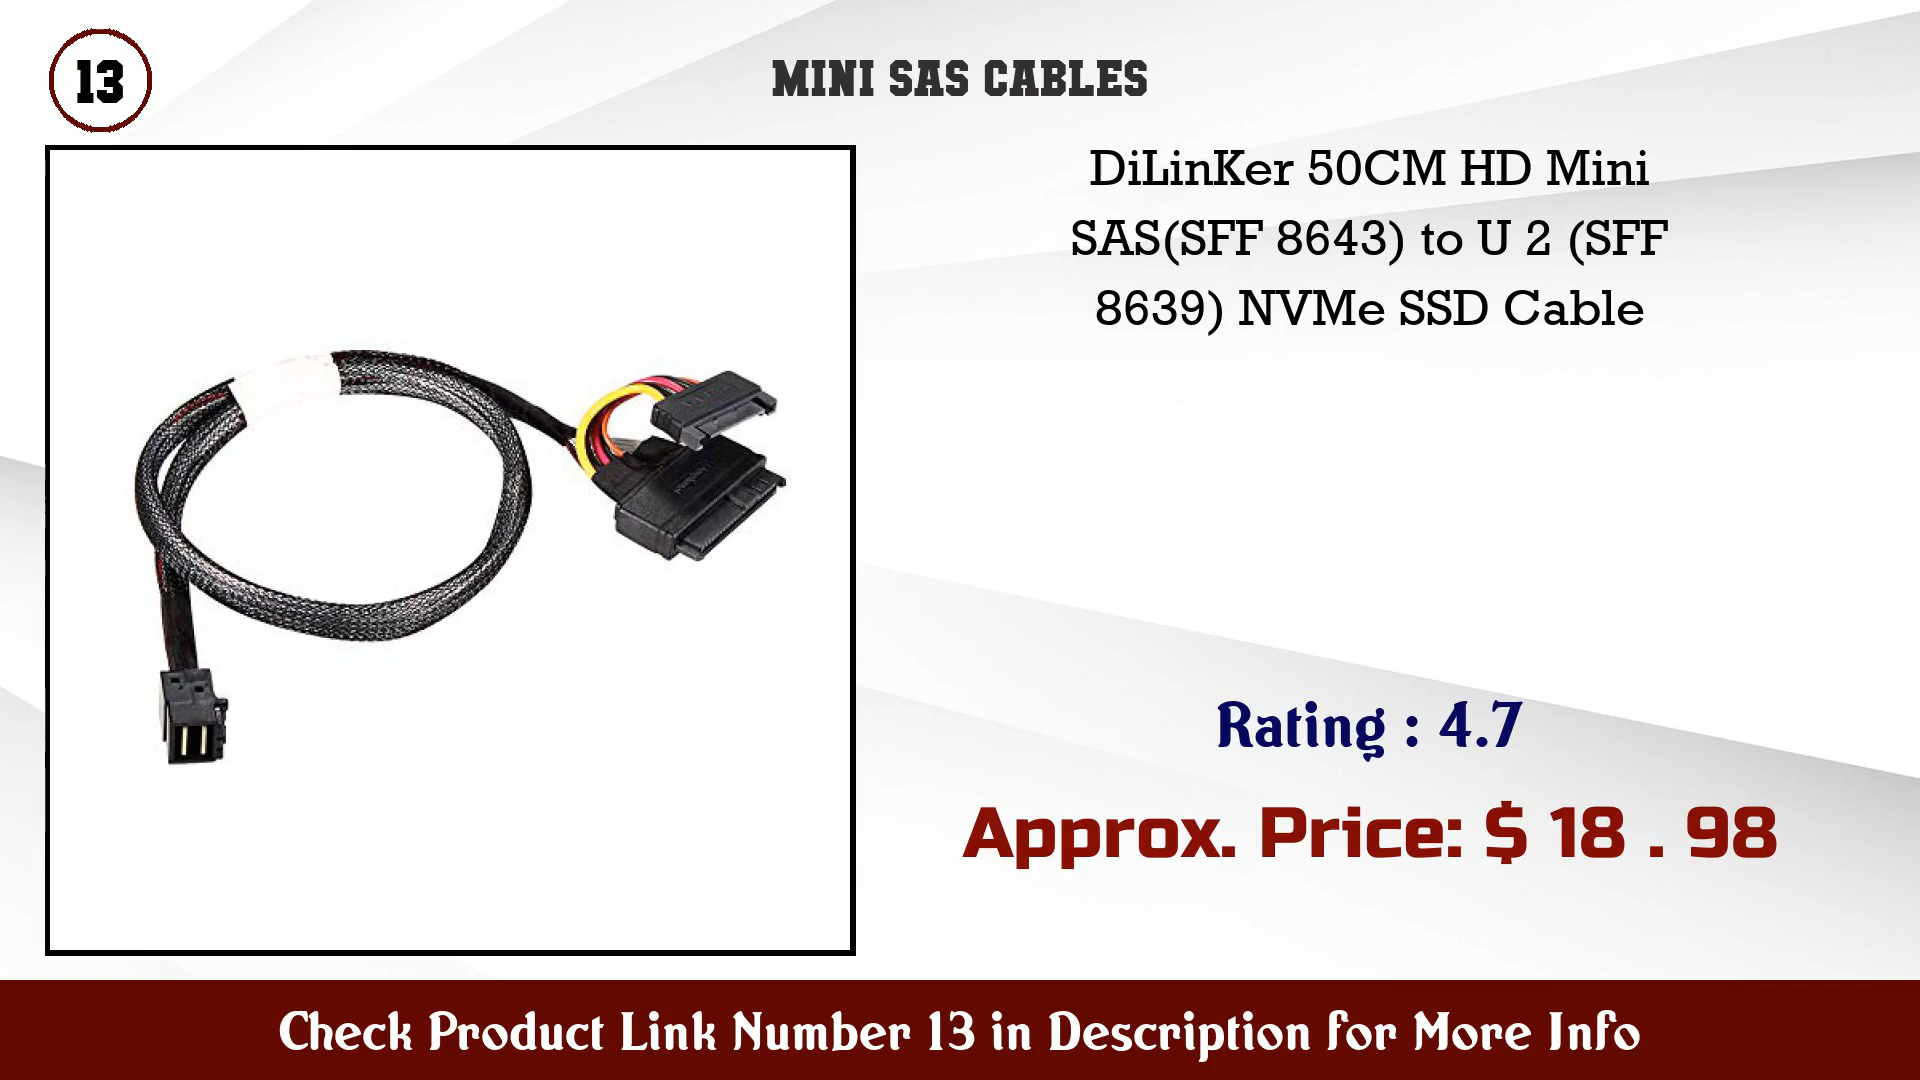 13
MINI SAS CABLES
DiLinKer 50CM HD Mini
SAS(SFF 8643) to U 2 (SFF
8639) NVMe SSD Cable
Rating : 4.7
Approx. Price: $ 18 . 98
Check Product Link Number 13 in Description for More Info